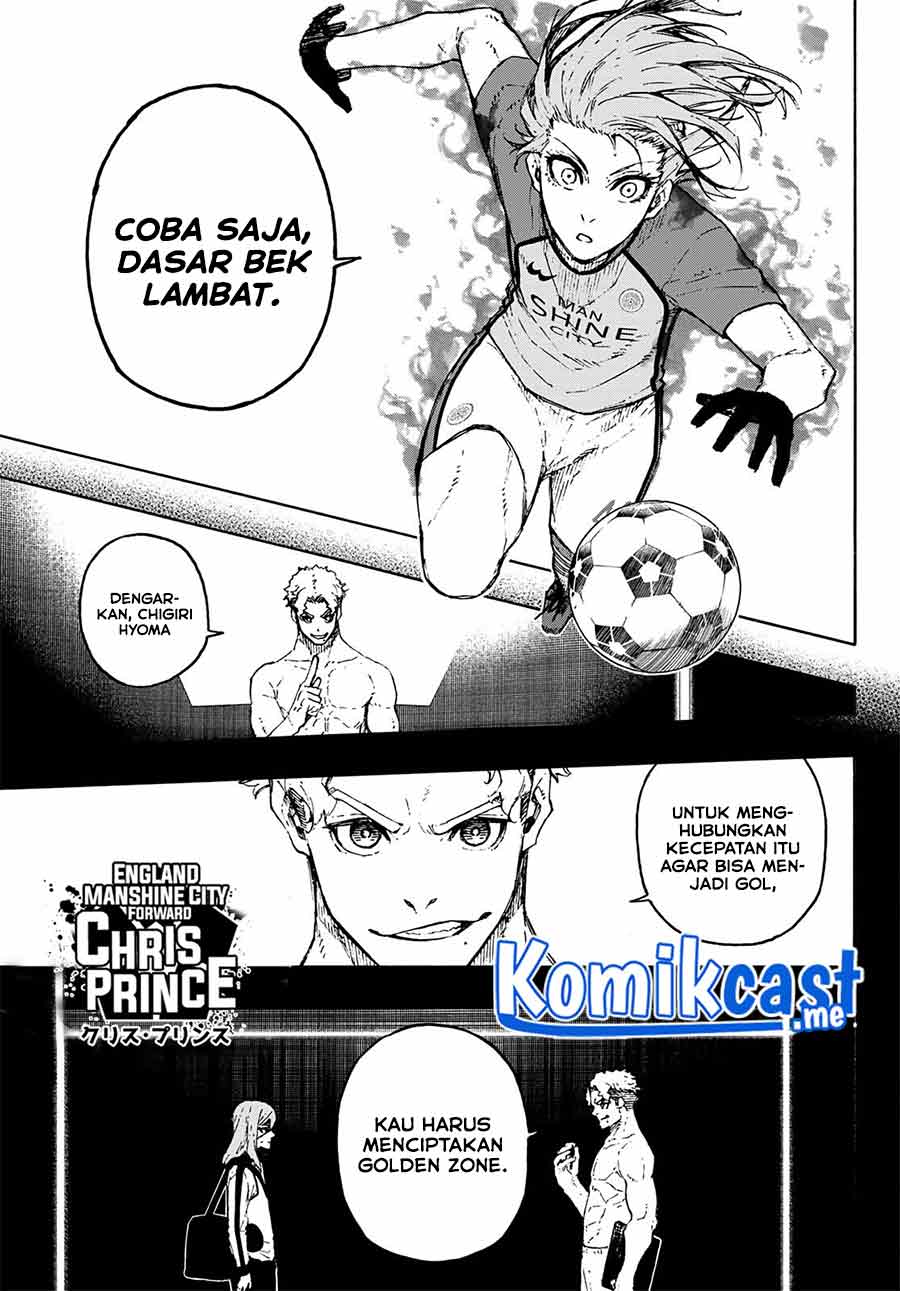 COBA SAJA,
DASAR BEK
LAMBAT.
MAN
SHINE
CITY
DENGAR-
KAN, CHIGIRI
HYOMA
UNTUK MENG-
HUBUNGKAN
KECEPATAN ITU
AGAR BISA MEN-
JADI GOL,
ENGLAND
MANSHINE CITY
FORWARD
CHRIS
PRINCE
クリス・プリンス
Komikcast
.me
KAU HARUS
MENCIPTAKAN
GOLDEN ZONE.